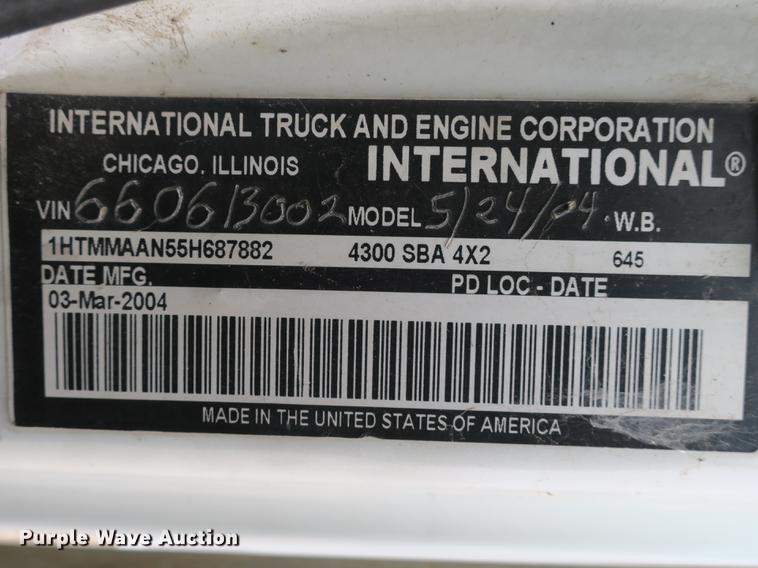 INTERNATIONAL TRUCK AND ENGINE CORPORATION
CHICAGO, ILLINOIS INTERNATIONAL®
VIN 660613002 MODEL 5/24/04 W.B.
1HTMMAAN55H687882 4300 SBA 4X2 645
DATE MFG. PD LOC - DATE
03-Mar-2004
MADE IN THE UNITED STATES OF AMERICA
Purple Wave Auction